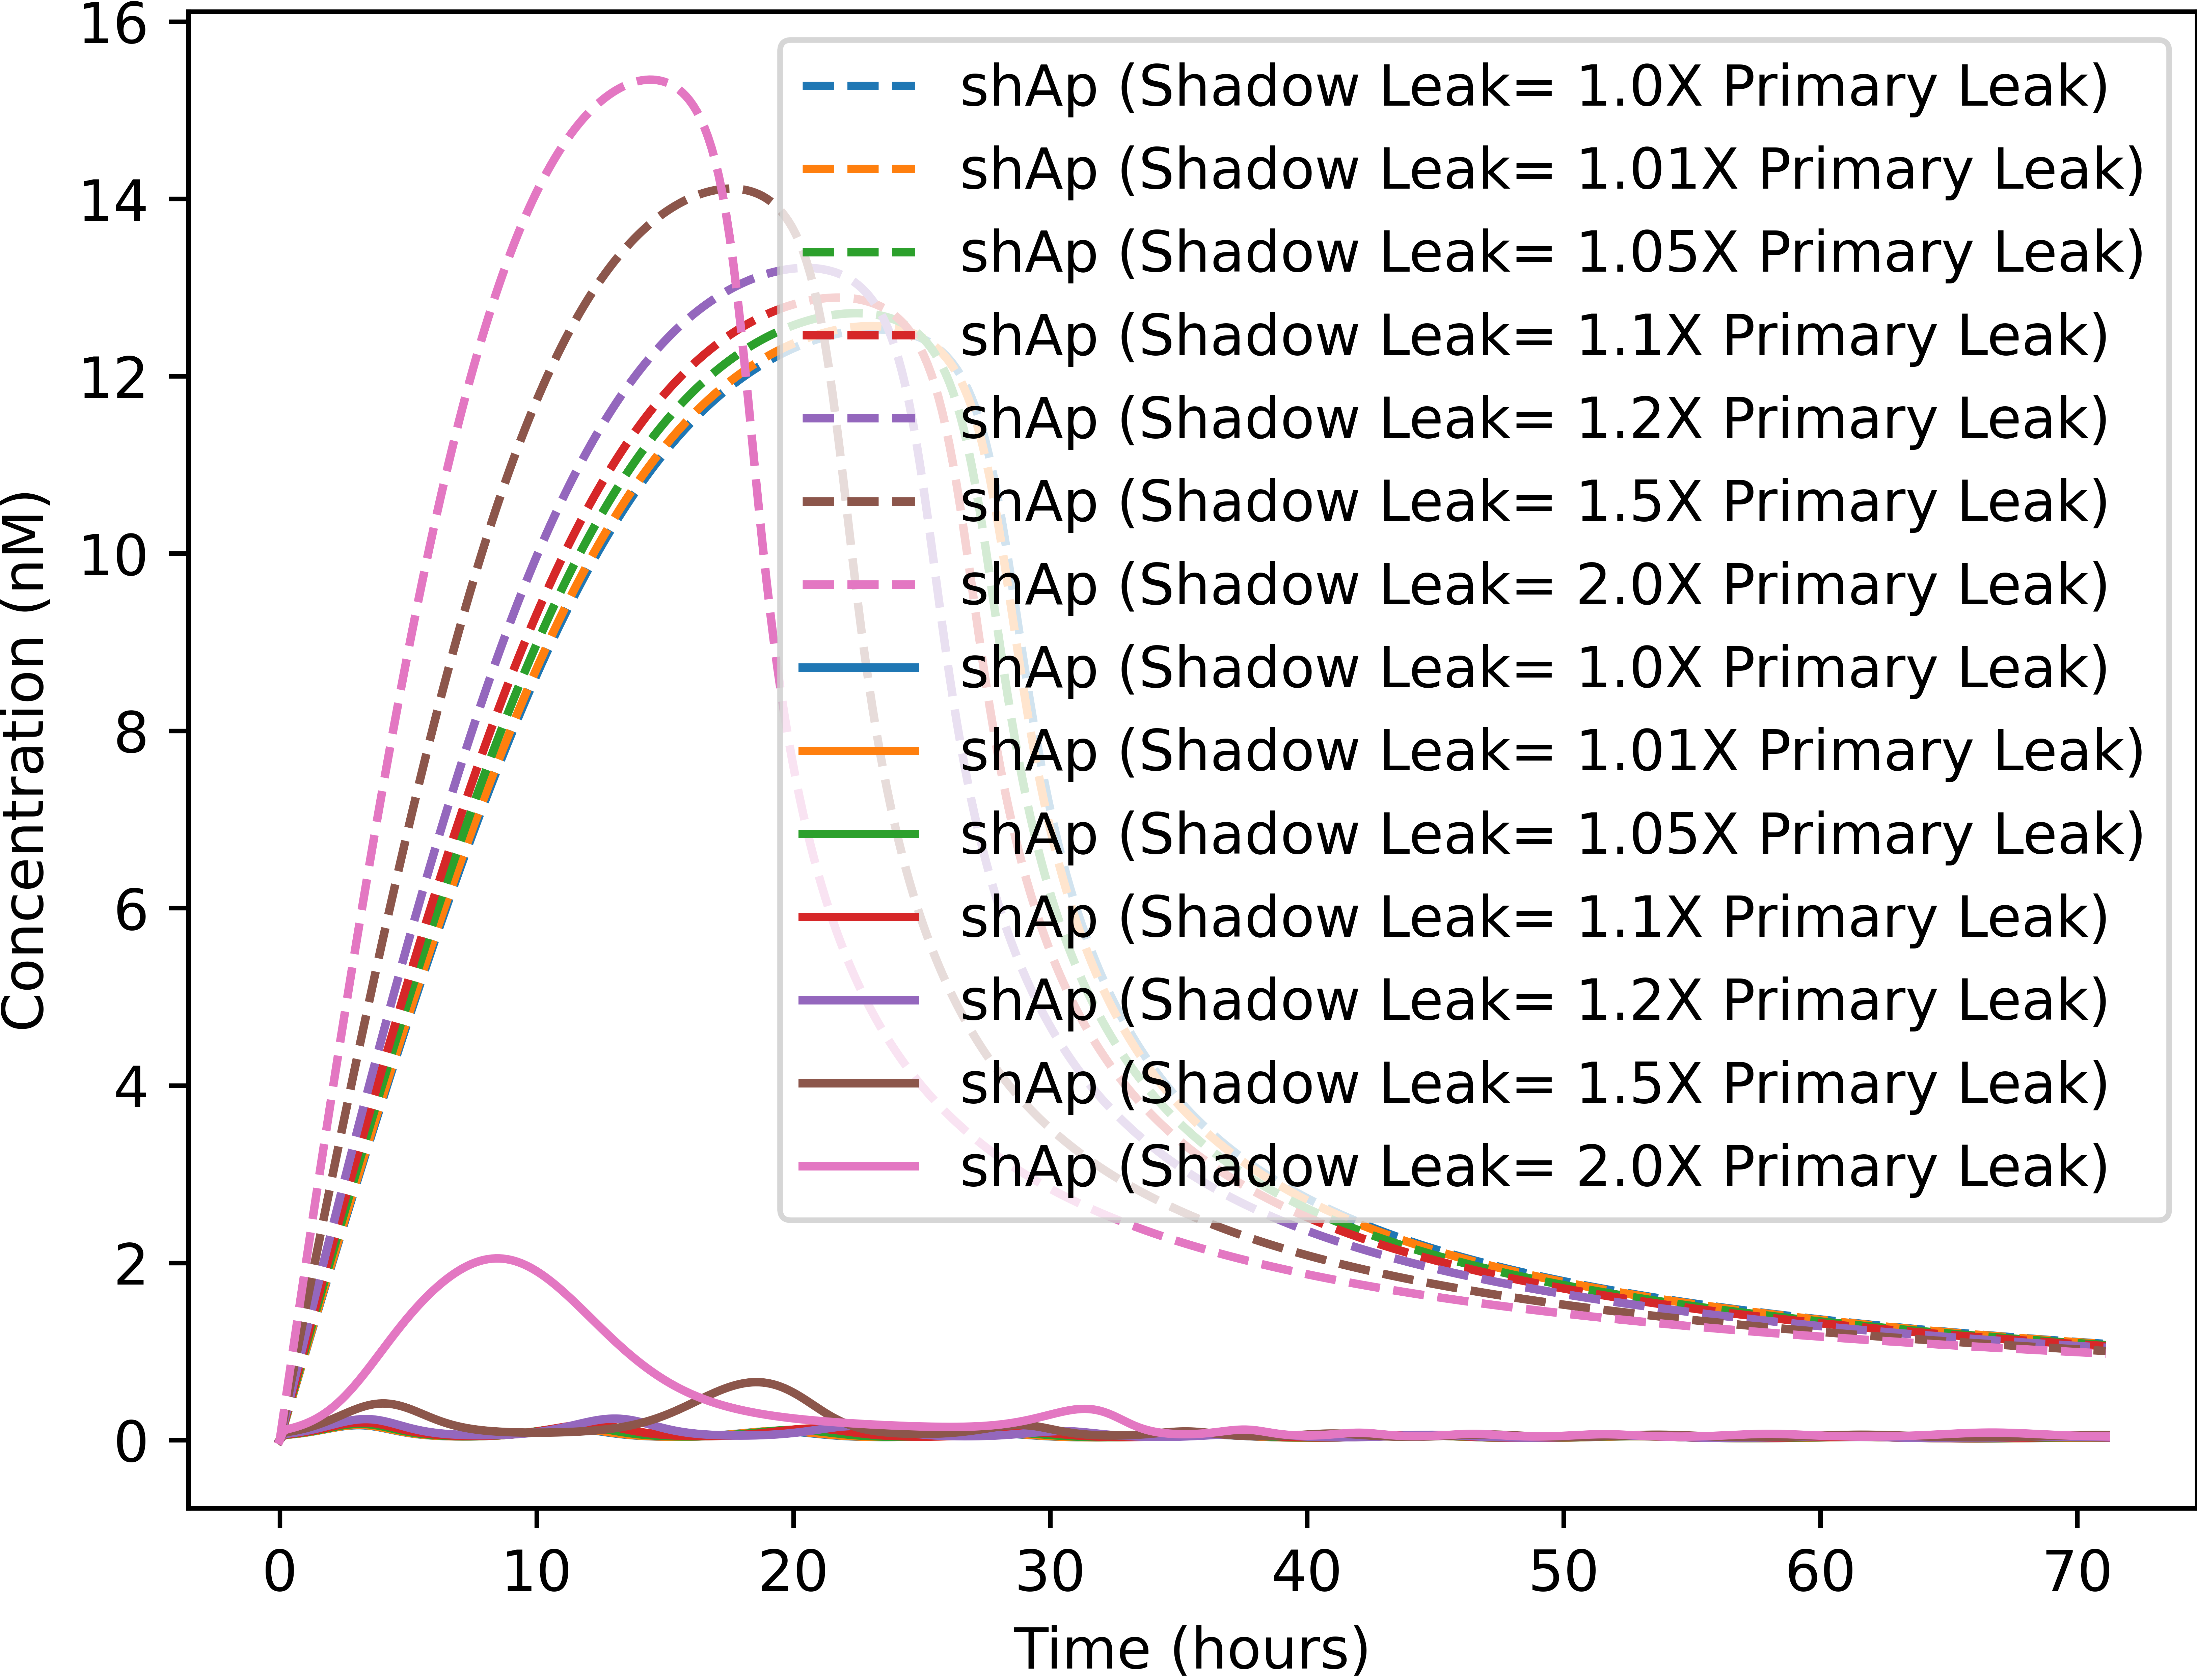 16
14
12
10
8
6
4
2
0
Concentration (nM)
shAp (Shadow Leak= 1.0X Primary Leak)
shAp (Shadow Leak= 1.01X Primary Leak)
shAp (Shadow Leak= 1.05X Primary Leak)
shAp (Shadow Leak= 1.1X Primary Leak)
shAp (Shadow Leak= 1.2X Primary Leak)
shAp (Shadow Leak= 1.5X Primary Leak)
shAp (Shadow Leak= 2.0X Primary Leak)
shAp (Shadow Leak= 1.0X Primary Leak)
shAp (Shadow Leak= 1.01X Primary Leak)
shAp (Shadow Leak= 1.05X Primary Leak)
shAp (Shadow Leak= 1.1X Primary Leak)
shAp (Shadow Leak= 1.2X Primary Leak)
shAp (Shadow Leak= 1.5X Primary Leak)
shAp (Shadow Leak= 2.0X Primary Leak)
0 10 20 30 40 50 60 70
Time (hours)